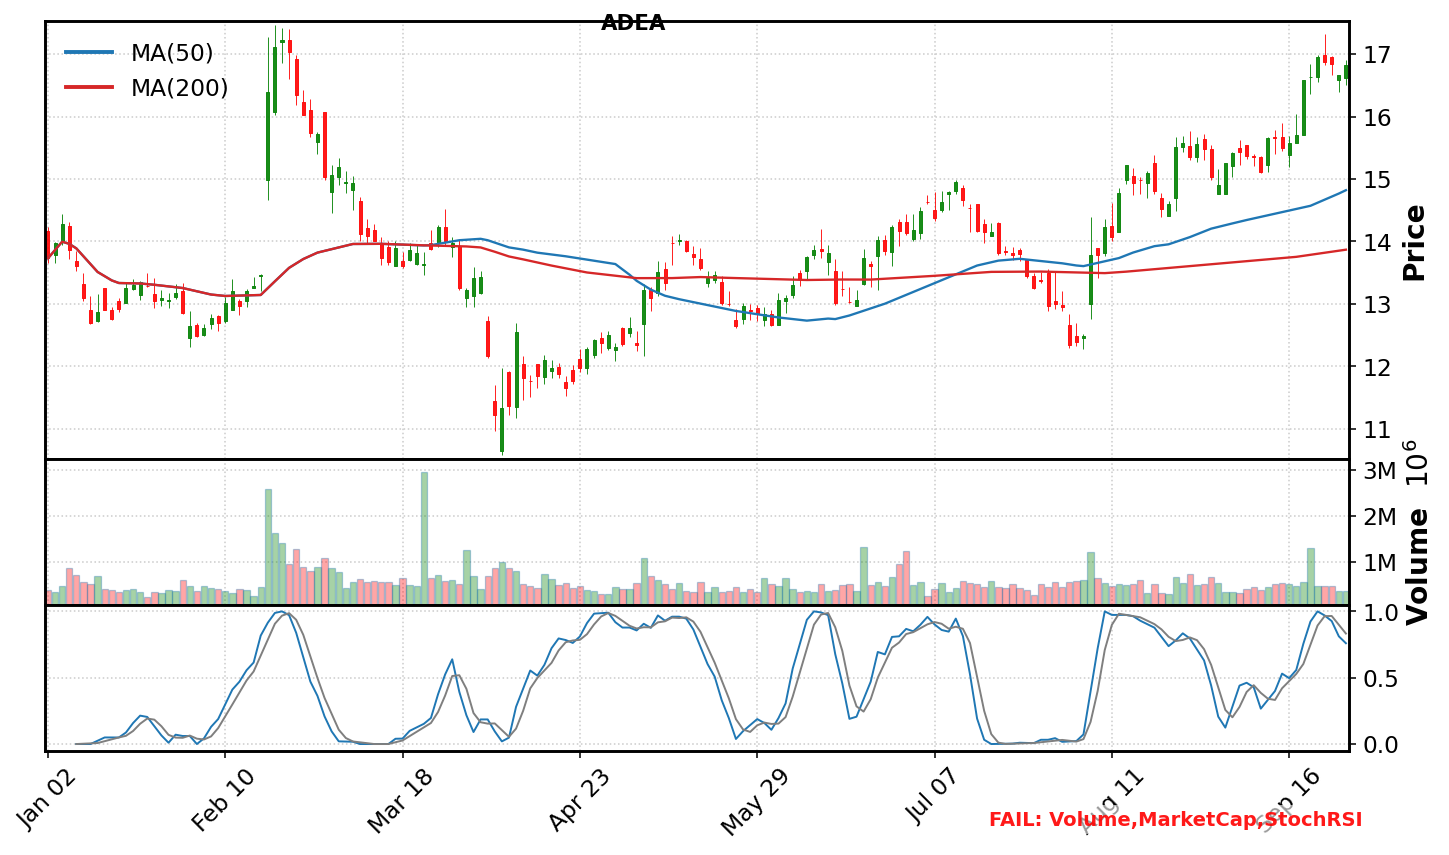 ADEA
MA(50)
MA(200)
17
16
15
14
13
12
11
Price
3M
2M
1M
Volume 10^6
1.0
0.5
0.0
Jan 02
Feb 10
Mar 18
Apr 23
May 29
Jul 07
Aug 11
Sep 16
FAIL: Volume,MarketCap,StochRSI